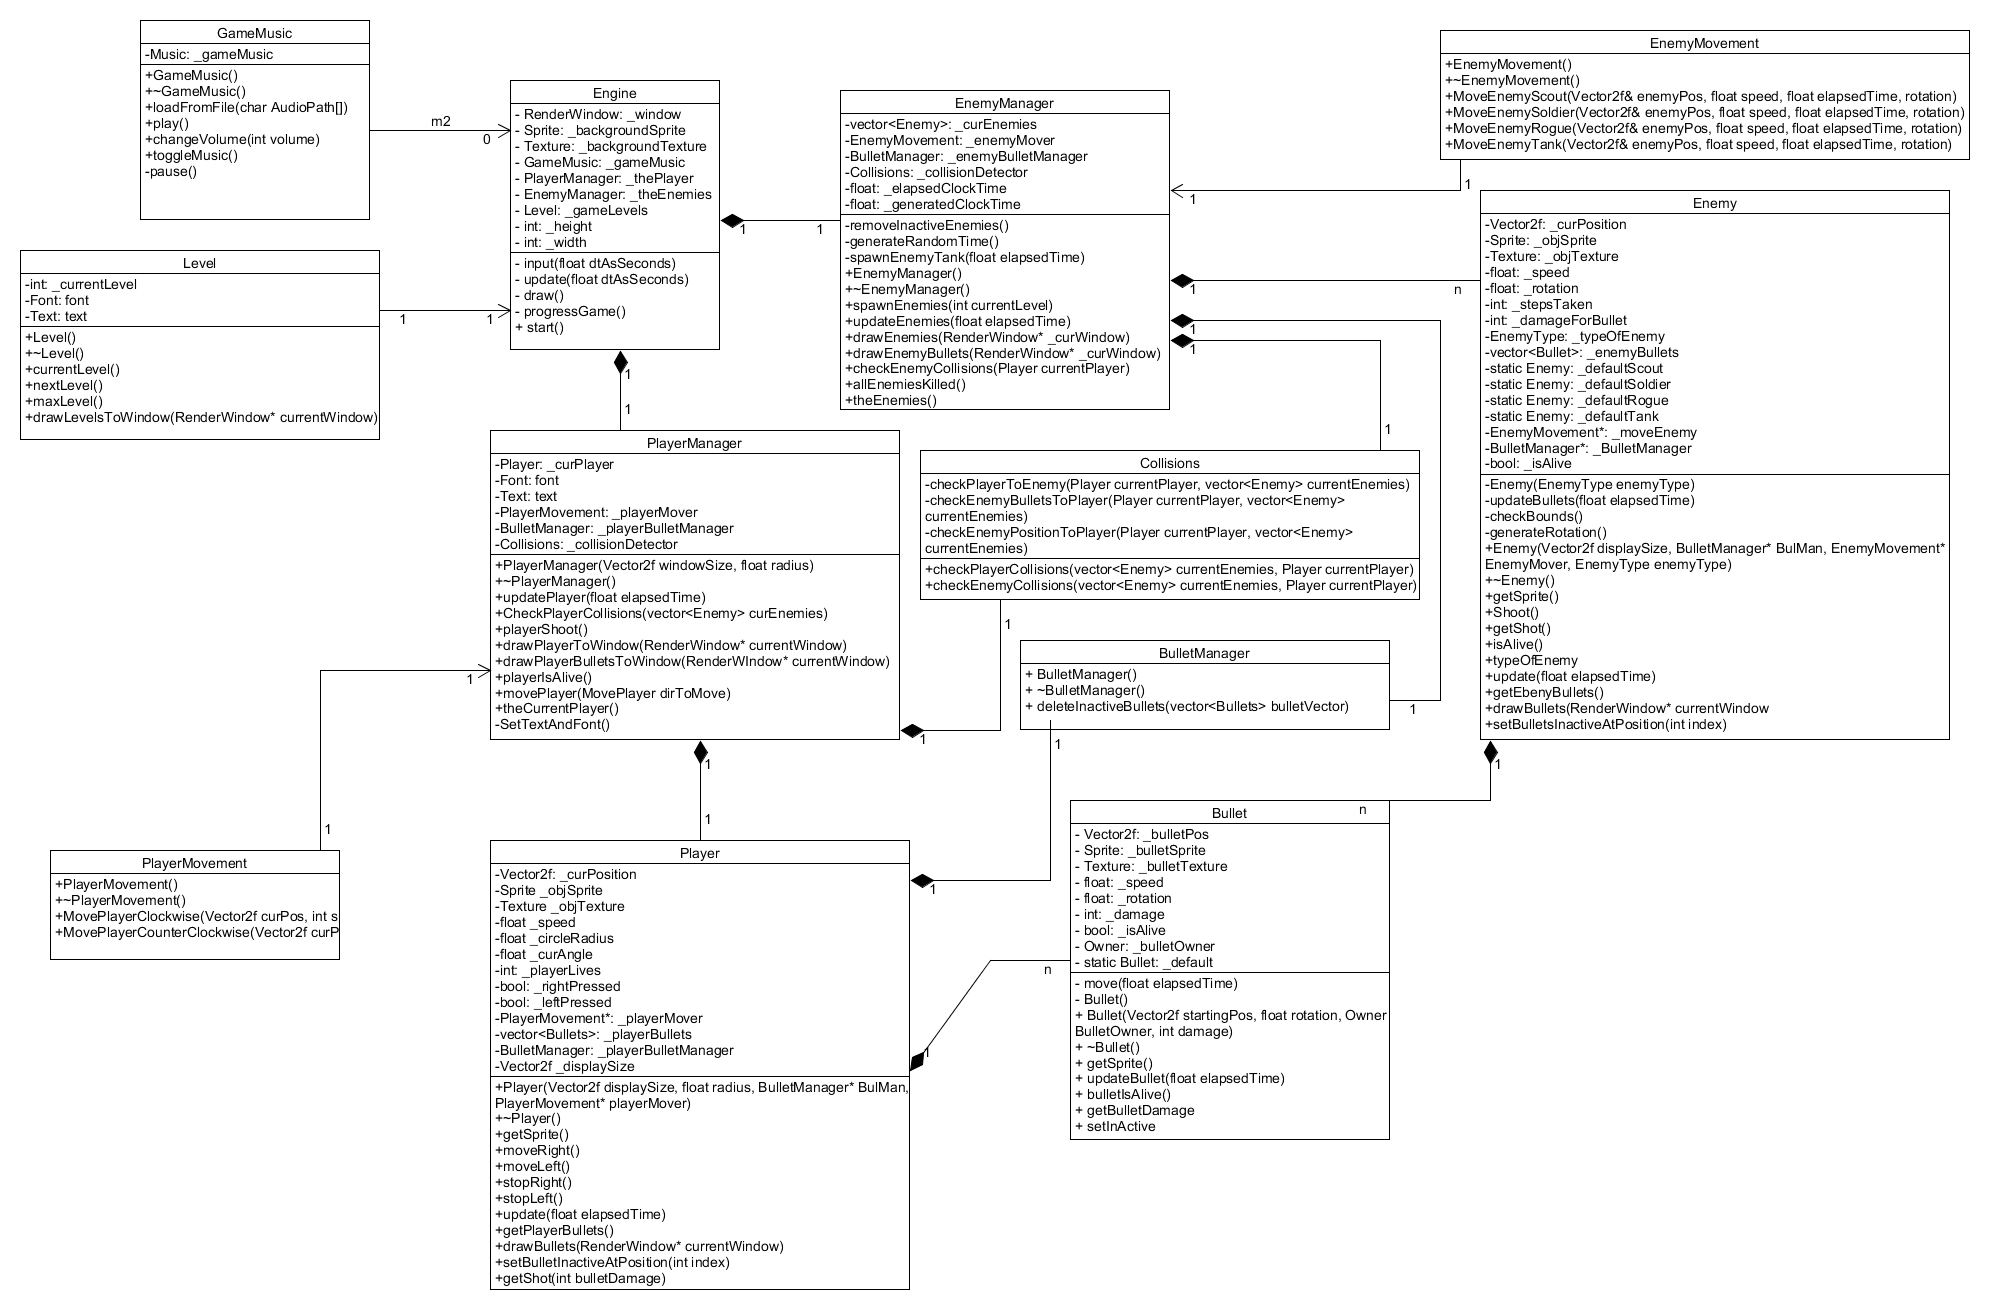 GameMusic
-Music: _gameMusic
+GameMusic()
+~GameMusic()
+loadFromFile(char AudioPath[])
+play()
+changeVolume(int volume)
+toggleMusic()
-pause()
m2
0
Level
-int: _currentLevel
-Font: font
-Text: text
+Level()
+~Level()
+currentLevel()
+nextLevel()
+maxLevel()
+drawLevelsToWindow(RenderWindow* currentWindow)
1
1
Engine
- RenderWindow: _window
- Sprite: _backgroundSprite
- Texture: _backgroundTexture
- GameMusic: _gameMusic
- PlayerManager: _thePlayer
- EnemyManager: _theEnemies
- Level: _gameLevels
- int: _height
- int: _width
- input(float dtAsSeconds)
- update(float dtAsSeconds)
- draw()
- progressGame()
+ start()
1
1
1
1
EnemyManager
-vector<Enemy>: _curEnemies
-EnemyMovement: _enemyMover
-BulletManager: _enemyBulletManager
-Collisions: _collisionDetector
-float: _elapsedClockTime
-float: _generatedClockTime
-removeInactiveEnemies()
-generateRandomTime()
-spawnEnemyTank(float elapsedTime)
+EnemyManager()
+~EnemyManager()
+spawnEnemies(int currentLevel)
+updateEnemies(float elapsedTime)
+drawEnemies(RenderWindow* _curWindow)
+drawEnemyBullets(RenderWindow* _curWindow)
+checkEnemyCollisions(Player currentPlayer)
+allEnemiesKilled()
+theEnemies()
1
1
1
1
EnemyMovement
+EnemyMovement()
+~EnemyMovement()
+MoveEnemyScout(Vector2f& enemyPos, float speed, float elapsedTime, rotation)
+MoveEnemySoldier(Vector2f& enemyPos, float speed, float elapsedTime, rotation)
+MoveEnemyRogue(Vector2f& enemyPos, float speed, float elapsedTime, rotation)
+MoveEnemyTank(Vector2f& enemyPos, float speed, float elapsedTime, rotation)
1
n
Enemy
-Vector2f: _curPosition
-Sprite: _objSprite
-Texture: _objTexture
-float: _speed
-float: _rotation
-int: _stepsTaken
-int: _damageForBullet
-EnemyType: _typeOfEnemy
-vector<Bullet>: _enemyBullets
-static Enemy: _defaultScout
-static Enemy: _defaultSoldier
-static Enemy: _defaultRogue
-static Enemy: _defaultTank
-EnemyMovement*: _moveEnemy
-BulletManager*: _BulletManager
-bool: _isAlive
-Enemy(EnemyType enemyType)
-updateBullets(float elapsedTime)
-checkBounds()
-generateRotation()
+Enemy(Vector2f displaySize, BulletManager* BulMan, EnemyMovement*
EnemyMover, EnemyType enemyType)
+~Enemy()
+getSprite()
+Shoot()
+getShot()
+isAlive()
+typeOfEnemy
+update(float elapsedTime)
+getEbenyBullets()
+drawBullets(RenderWindow* currentWindow
+setBulletsInactiveAtPosition(int index)
1
PlayerManager
-Player: _curPlayer
-Font: font
-Text: text
-PlayerMovement: _playerMover
-BulletManager: _playerBulletManager
-Collisions: _collisionDetector
+PlayerManager(Vector2f windowSize, float radius)
+~PlayerManager()
+updatePlayer(float elapsedTime)
+CheckPlayerCollisions(vector<Enemy> curEnemies)
+playerShoot()
+drawPlayerToWindow(RenderWindow* currentWindow)
+drawPlayerBulletsToWindow(RenderWIndow* currentWindow)
+playerIsAlive()
+movePlayer(MovePlayer dirToMove)
+theCurrentPlayer()
-SetTextAndFont()
1
1
1
1
1
Collisions
-checkPlayerToEnemy(Player currentPlayer, vector<Enemy> currentEnemies)
-checkEnemyBulletsToPlayer(Player currentPlayer, vector<Enemy>
currentEnemies)
-checkEnemyPositionToPlayer(Player currentPlayer, vector<Enemy>
currentEnemies)
+checkPlayerCollisions(vector<Enemy> currentEnemies, Player currentPlayer)
+checkEnemyCollisions(vector<Enemy> currentEnemies, Player currentPlayer)
1
BulletManager
+ BulletManager()
+ ~BulletManager()
+ deleteInactiveBullets(vector<Bullets> bulletVector)
1
1
PlayerMovement
+PlayerMovement()
+~PlayerMovement()
+MovePlayerClockwise(Vector2f curPos, int s
+MovePlayerCounterClockwise(Vector2f curP
1
Player
-Vector2f: _curPosition
-Sprite _objSprite
-Texture _objTexture
-float _speed
-float _circleRadius
-float _curAngle
-int: _playerLives
-bool: _rightPressed
-bool: _leftPressed
-PlayerMovement*: _playerMover
-vector<Bullets>: _playerBullets
-BulletManager: _playerBulletManager
-Vector2f _displaySize
+Player(Vector2f displaySize, float radius, BulletManager* BulMan,
PlayerMovement* playerMover)
+~Player()
+getSprite()
+moveRight()
+moveLeft()
+stopRight()
+stopLeft()
+update(float elapsedTime)
+getPlayerBullets()
+drawBullets(RenderWindow* currentWindow)
+setBulletInactiveAtPosition(int index)
+getShot(int bulletDamage)
1
1
n
n
Bullet
- Vector2f: _bulletPos
- Sprite: _bulletSprite
- Texture: _bulletTexture
- float: _speed
- float: _rotation
- int: _damage
- bool: _isAlive
- Owner: _bulletOwner
- static Bullet: _default
- move(float elapsedTime)
- Bullet()
+ Bullet(Vector2f startingPos, float rotation, Owner
BulletOwner, int damage)
+ ~Bullet()
+ getSprite()
+ updateBullet(float elapsedTime)
+ bulletIsAlive()
+ getBulletDamage
+ setInActive